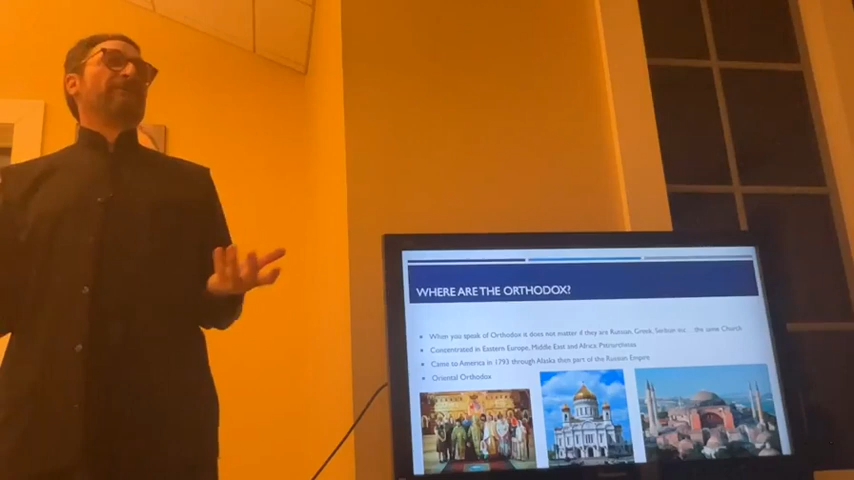 WHERE ARE THE ORTHODOX?
When you speak of Orthodox it does not matter if they are Russian, Greek, Serbian etc... the same Church
Concentrated in Eastern Europe, Middle East and Africa. Patriarchates
Came to America in 1793 through Alaska then part of the Russian Empire
Oriental Orthodox